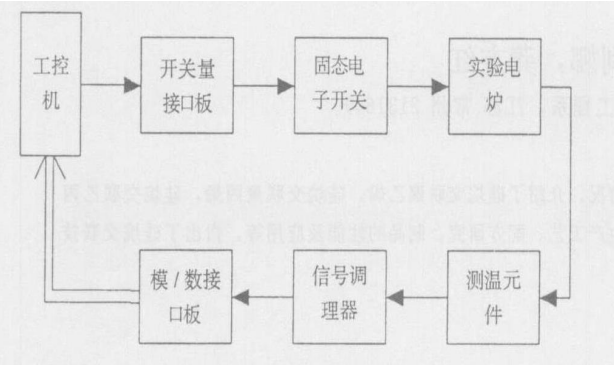 工控
机
开关量
接口板
固态电
子开关
实验电
炉
模/数接
口板
信号调
理器
测温元
件